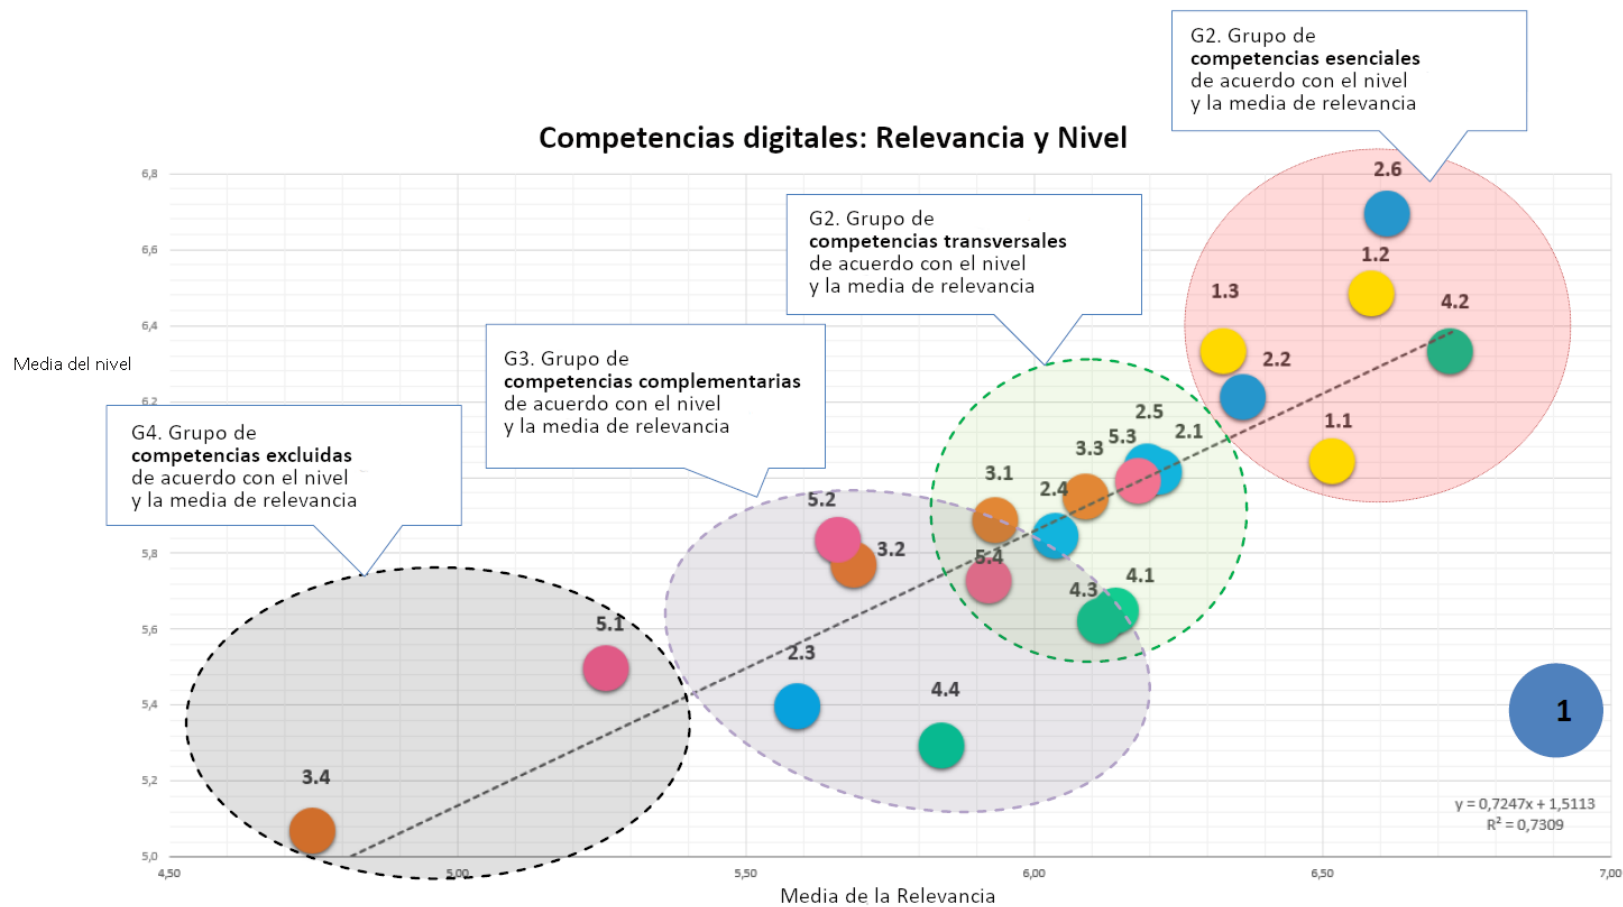 G2. Grupo de
competencias esenciales
de acuerdo con el nivel
y la media de relevancia
Competencias digitales: Relevancia y Nivel
G2. Grupo de
competencias transversales
de acuerdo con el nivel
y la media de relevancia
G3. Grupo de
competencias complementarias
de acuerdo con el nivel
y la media de relevancia
G4. Grupo de
competencias excluidas
de acuerdo con el nivel
y la media de relevancia
Media del nivel
6,8
6,6
6,4
6,2
5,8
5,6
5,4
5,2
5,0
2.6
1.2
1.3
4.2
2.2
1.1
2.5
5.3
2.1
3.3
3.1
2.4
5.2
3.2
5.4
4.3
4.1
5.1
2.3
4.4
3.4
1
y = 0,7247x + 1,5113
R² = 0,7309
4,50
5,00
5,50
6,00
6,50
7,00
Media de la Relevancia